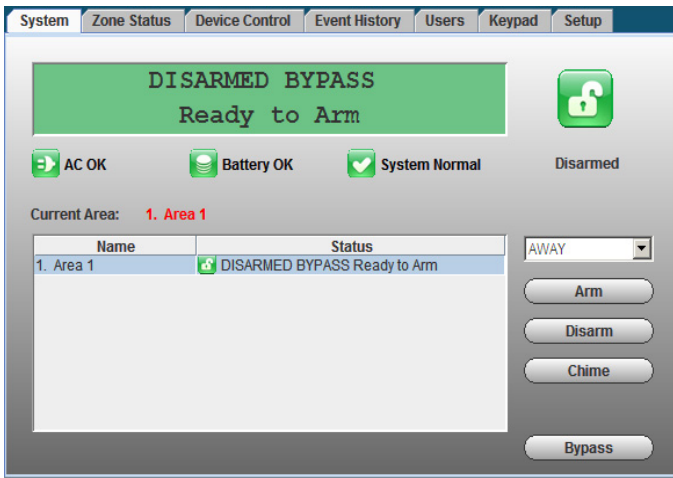 System Zone Status Device Control Event History Users Keypad Setup
DISARMED BYPASS
Ready to Arm
AC OK Battery OK System Normal Disarmed
Current Area: 1. Area 1
Name Status
1. Area 1 DISARMED BYPASS Ready to Arm
AWAY
Arm
Disarm
Chime
Bypass